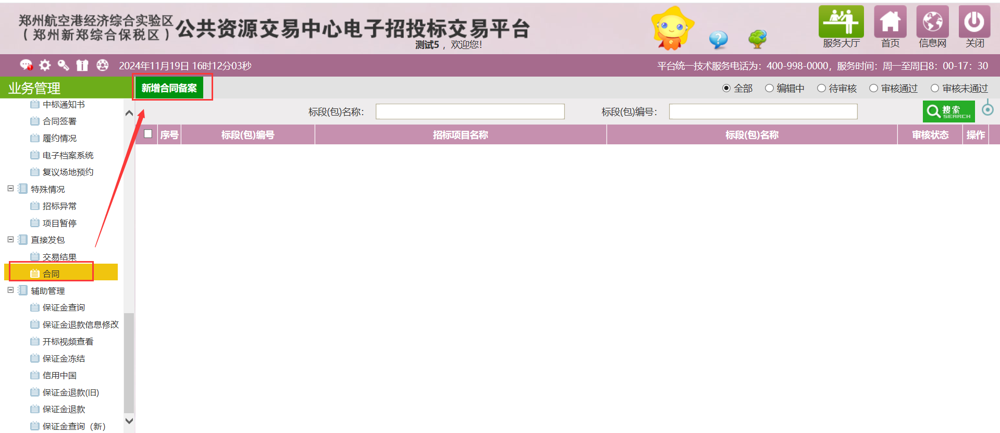 郑州航空港经济综合实验区
（郑州新郑综合保税区）
公共资源交易中心电子招投标交易平台
测试5， 欢迎您!
服务大厅
首页
信息网
关闭
2024年11月19日 16时12分03秒
平台统一技术服务电话为：400-998-0000，服务时间：周一至周日8：00-17：30
业务管理
新增合同备案
全部
编辑中
待审核
审核通过
审核未通过
标段(包)名称：
标段(包)编号：
搜索
SEARCH
序号
标段(包)编号
招标项目名称
标段(包)名称
审核状态
操作
中标通知书
合同签署
履约情况
电子档案系统
复议场地预约
特殊情况
招标异常
项目暂停
直接发包
交易结果
合同
辅助管理
保证金查询
保证金退款信息修改
开标视频查看
保证金冻结
信用中国
保证金退款(旧)
保证金退款
保证金查询（新）